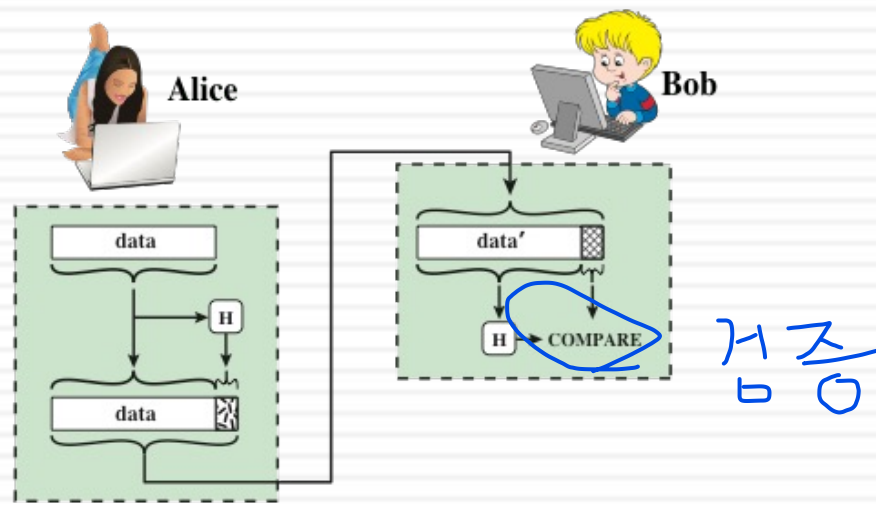 Alice
Bob
data
H
data
data′
H
COMPARE
검증